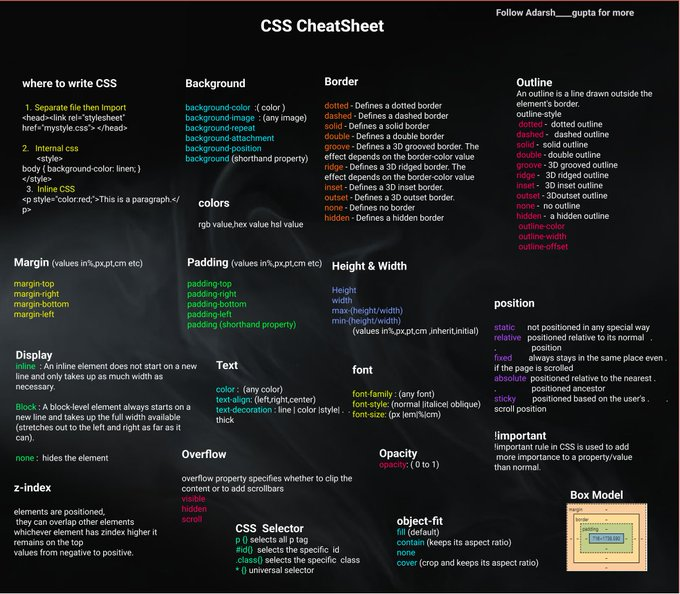 Follow Adarsh___gupta for more
CSS CheatSheet
where to write CSS
1. Separate file then Import
<head><link rel="stylesheet"
href="mystyle.css"> </head>
2. Internal css
<style>
body { background-color: linen; }
</style>
3. Inline CSS
<p style="color:red;">This is a paragraph.</
p>
Background
background-color :( color )
background-image : (any image)
background-repeat
background-attachment
background-position
background (shorthand property)
colors
rgb value,hex value hsl value
Border
dotted - Defines a dotted border
dashed - Defines a dashed border
solid - Defines a solid border
double - Defines a double border
groove - Defines a 3D grooved border. The
effect depends on the border-color value
ridge - Defines a 3D ridged border. The
effect depends on the border-color value
inset - Defines a 3D inset border.
outset - Defines a 3D outset border.
none - Defines no border
hidden - Defines a hidden border
Outline
An outline is a line drawn outside the
element's border.
outline-style
dotted - dotted outline
dashed - dashed outline
solid - solid outline
double - double outline
groove - 3D grooved outline
ridge - 3D ridged outline
inset - 3D inset outline
outset - 3Doutset outline
none - no outline
hidden - a hidden outline
outline-color
outline-width
outline-offset
Margin (values in%,px,pt,cm etc)
margin-top
margin-right
margin-bottom
margin-left
Padding (values in%,px,pt,cm etc)
padding-top
padding-right
padding-bottom
padding-left
padding (shorthand property)
Height & Width
Height
width
max-(height/width)
min-(height/width)
(values in%,px,pt,cm ,inherit,initial)
position
static not positioned in any special way
relative positioned relative to its normal .
. position
fixed always stays in the same place even .
if the page is scrolled
absolute positioned relative to the nearest .
. positioned ancestor
sticky positioned based on the user's . .
scroll position
Display
inline : An inline element does not start on a new
line and only takes up as much width as
necessary.
Block : A block-level element always starts on a
new line and takes up the full width available
(stretches out to the left and right as far as it
can).
none : hides the element
Text
color : (any color)
text-align: (left,right,center)
text-decoration : line | color |style| . .
thick
font
font-family : (any font)
font-style: (normal |italice| oblique)
font-size: (px |em|%|cm)
!important
!important rule in CSS is used to add
more importance to a property/value
than normal.
Overflow
overflow property specifies whether to clip the
content or to add scrollbars
visible
hidden
scroll
Opacity
opacity: ( 0 to 1)
z-index
elements are positioned,
they can overlap other elements
whichever element has zindex higher it
remains on the top
values from negative to positive.
CSS Selector
p {} selects all p tag
#id{} selects the specific id
.class{} selects the specific class
* {} universal selector
object-fit
fill (default)
contain (keeps its aspect ratio)
none
cover (crop and keeps its aspect ratio)
Box Model
margin
border
padding